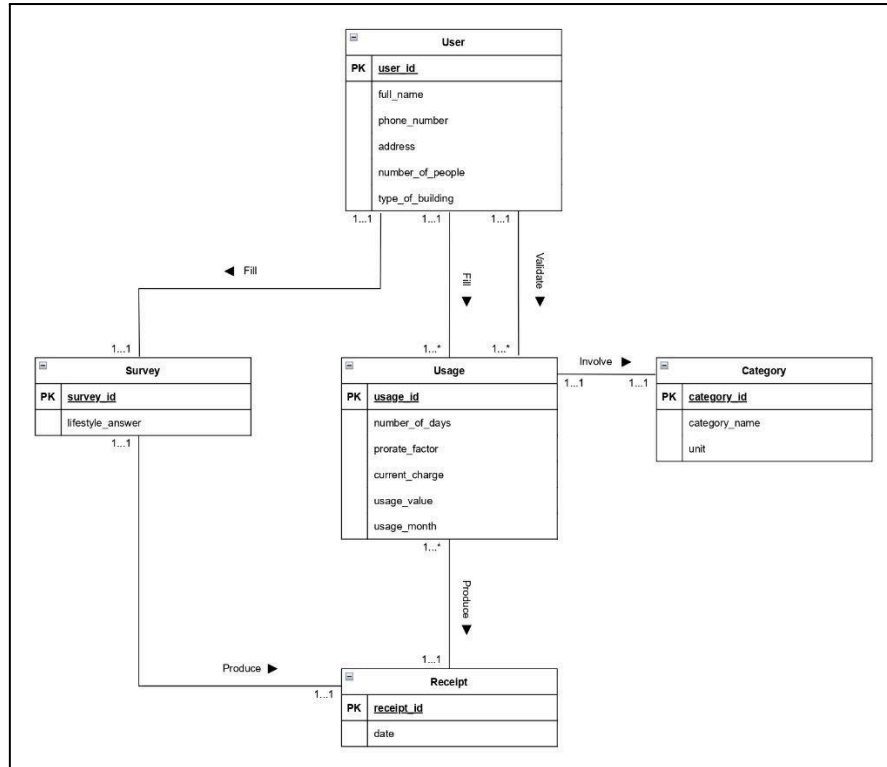 User
PK user_id
full_name
phone_number
address
number_of_people
type_of_building
1...1 1...1 1...1
Fill
Fill
Validate
1...1
1...*
1...*
Survey
PK survey_id
lifestyle_answer
1...1
Usage
PK usage_id
number_of_days
prorate_factor
current_charge
usage_value
usage_month
1...*
Involve
1...1 1...1
Category
PK category_id
category_name
unit
Produce
Produce
1...1
1...1
Receipt
PK receipt_id
date